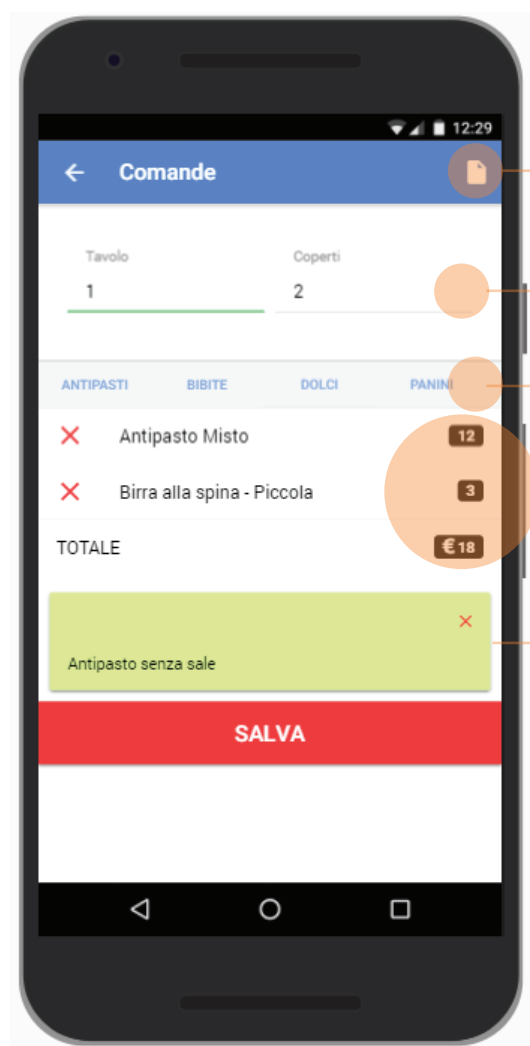 12:29
Comande
Tavolo Coperti
1 2
ANTIPASTI BIBITE DOLCI PANINI
Antipasto Misto 12
Birra alla spina - Piccola 3
TOTALE €18
Antipasto senza sale
SALVA